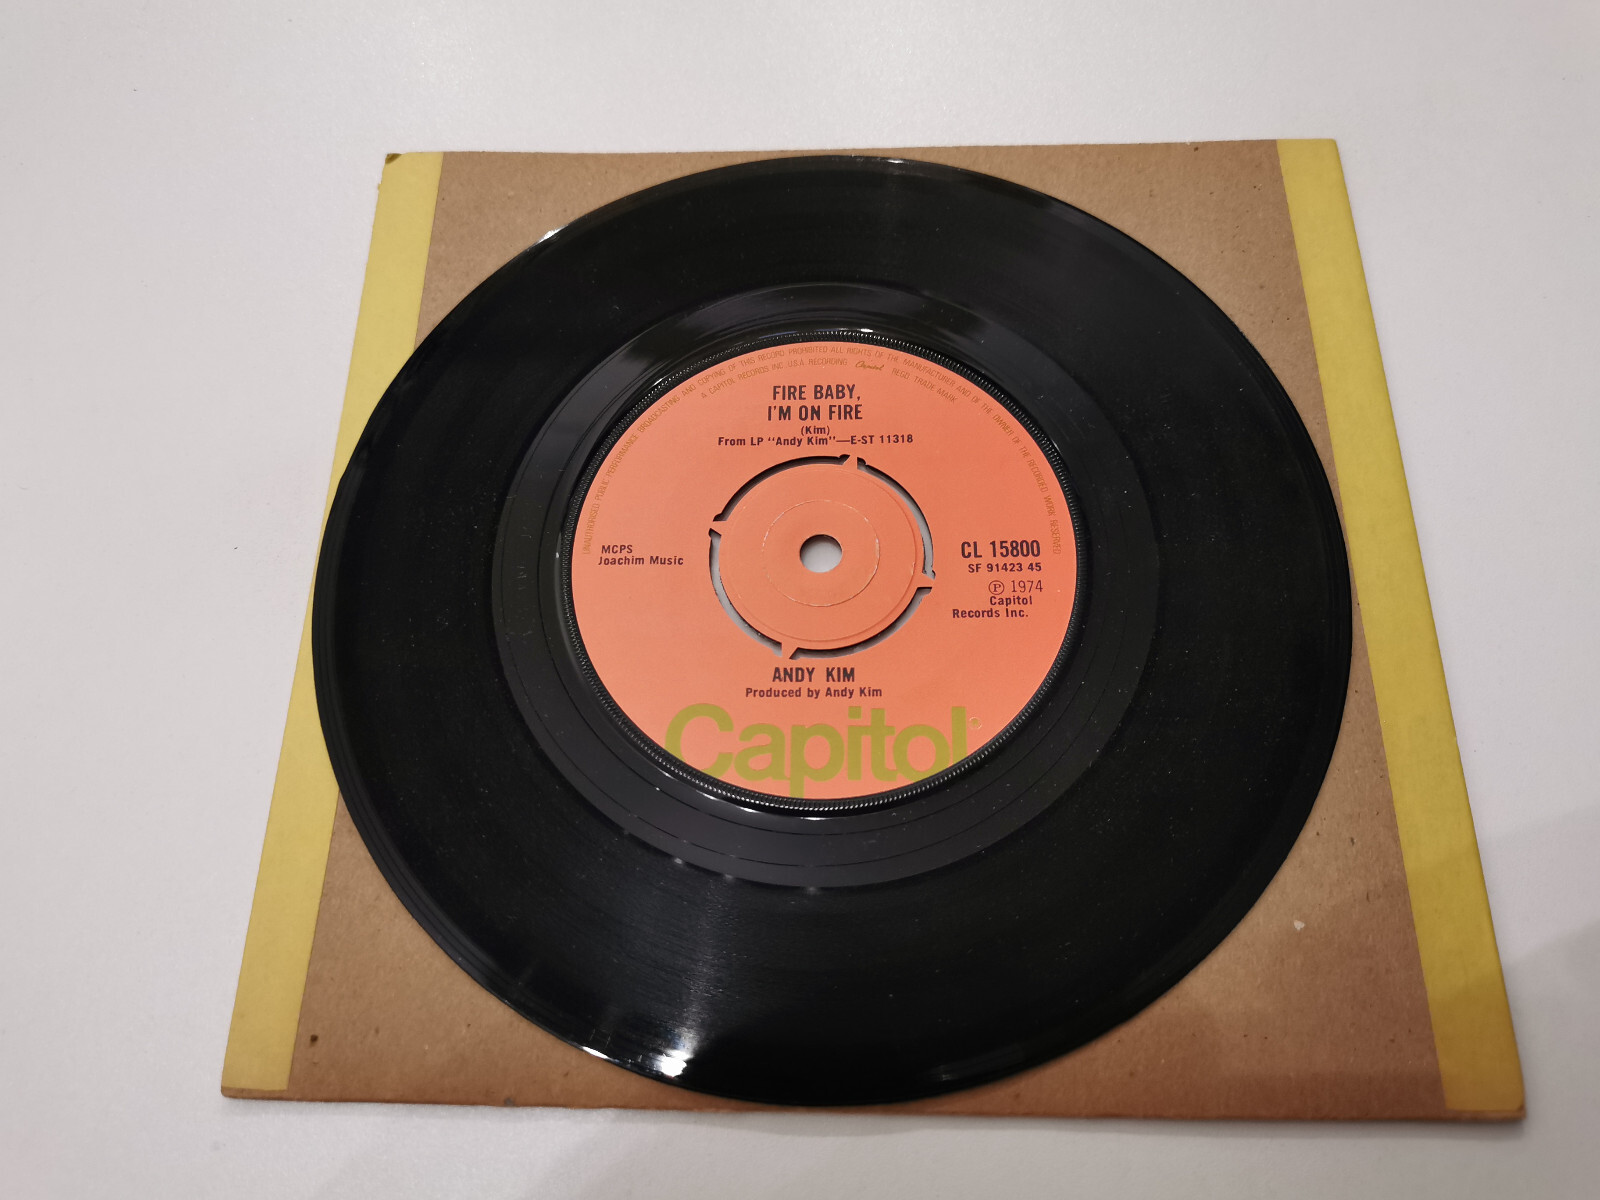 UNAUTHORISED PUBLIC PERFORMANCE BROADCASTING AND COPYING OF THIS RECORD PROHIBITED ALL RIGHTS OF THE MANUFACTURER AND OF THE OWNER OF THE RECORDED WORK RESERVED
A CAPITOL RECORDS INC. U.S.A. RECORDING. Capitol REGD. TRADE MARK
FIRE BABY,
I'M ON FIRE
(Kim)
From LP "Andy Kim"—E-ST 11318
MCPS
Joachim Music
CL 15800
SF 91423 45
Ⓟ 1974
Capitol
Records Inc.
ANDY KIM
Produced by Andy Kim
Capitol®